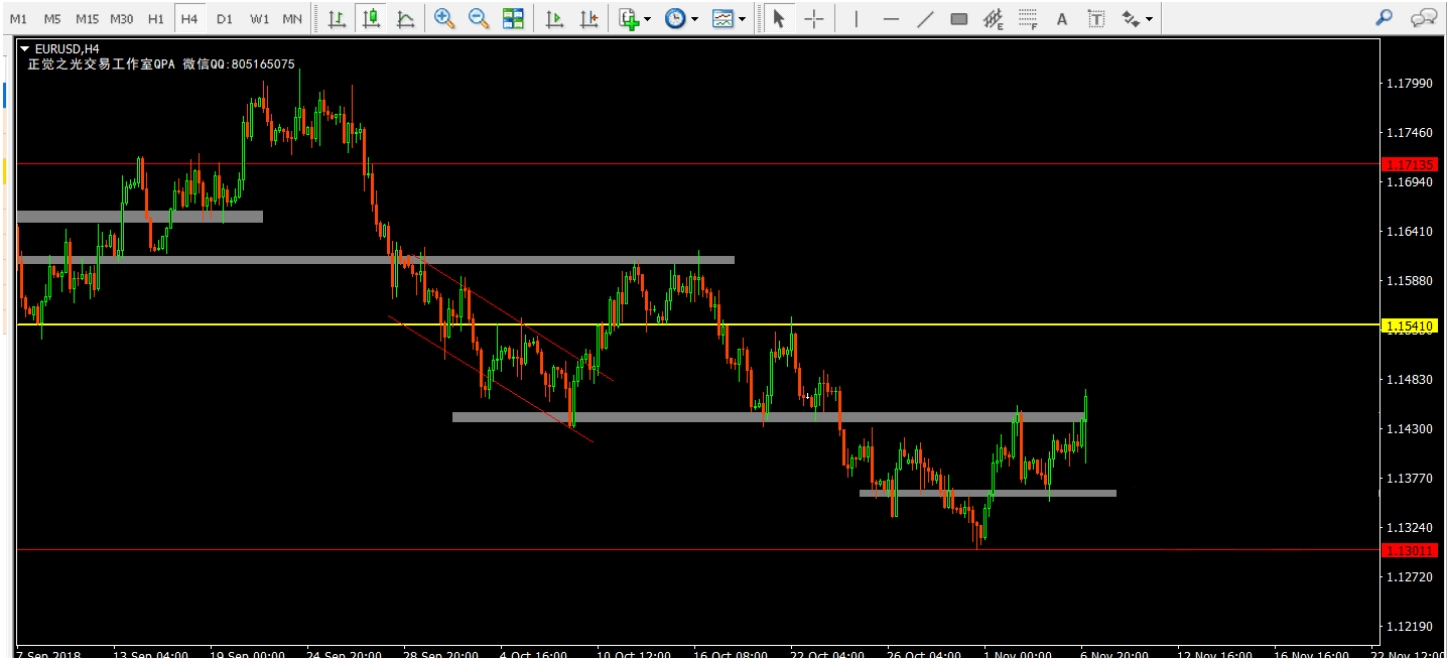 M1 M5 M15 M30 H1 H4 D1 W1 MN
E F A T
EURUSD,H4
正觉之光交易工作室QPA 微信QQ:805165075
1.17990
1.17460
1.17135
1.16940
1.16410
1.15880
1.15410
1.14830
1.14300
1.13770
1.13240
1.13011
1.12720
1.12190
7 Sep 2018 13 Sep 04:00 19 Sep 00:00 24 Sep 20:00 28 Sep 20:00 4 Oct 16:00 10 Oct 12:00 16 Oct 08:00 22 Oct 04:00 26 Oct 04:00 1 Nov 00:00 6 Nov 20:00 12 Nov 16:00 16 Nov 16:00 22 Nov 12:00